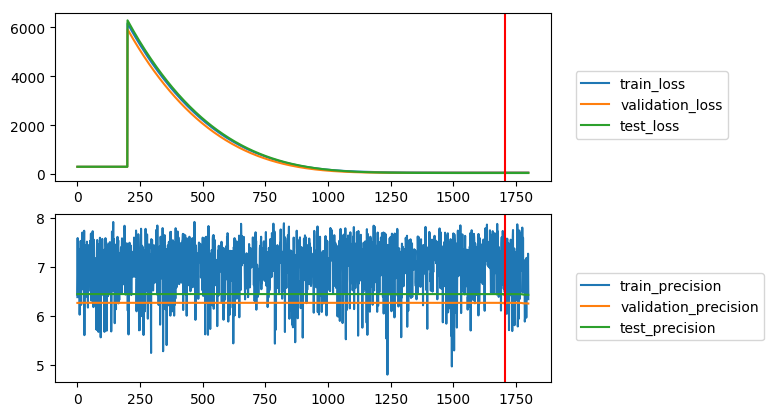 6000
4000
2000
0
0 250 500 750 1000 1250 1500 1750
train_loss
validation_loss
test_loss
8
7
6
5
0 250 500 750 1000 1250 1500 1750
train_precision
validation_precision
test_precision